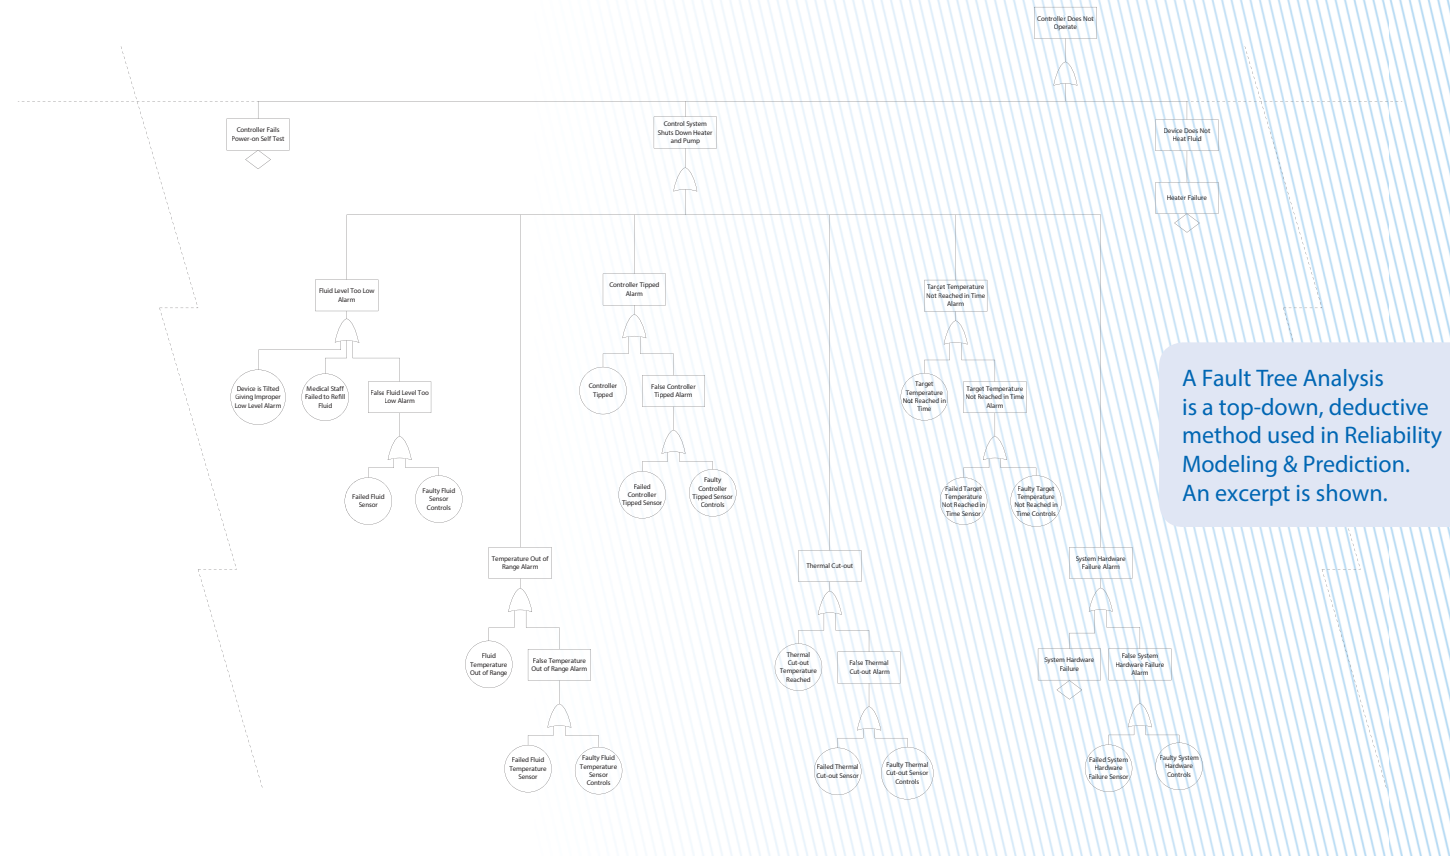 Controller Does Not
Operate
Controller Fails
Power-on Self Test
Control System
Shuts Down Heater
and Pump
Device Does Not
Heat Fluid
Heater Failure
Fluid Level Too Low
Alarm
Controller Tipped
Alarm
Target Temperature
Not Reached in Time
Alarm
Device is Tilted
Giving Improper
Low Level Alarm
Medical Staff
Failed to Refill
Fluid
False Fluid Level Too
Low Alarm
Controller
Tipped
False Controller
Tipped Alarm
Target
Temperature
Not Reached in
Time
Target Temperature
Not Reached in Time
Alarm
A Fault Tree Analysis
is a top-down, deductive
method used in Reliability
Modeling & Prediction.
An excerpt is shown.
Failed Fluid
Sensor
Faulty Fluid
Sensor
Controls
Failed
Controller
Tipped Sensor
Faulty
Controller
Tipped Sensor
Controls
Failed Target
Temperature
Not Reached in
Time Sensor
Faulty Target
Temperature
Not Reached in
Time Controls
Temperature Out of
Range Alarm
Thermal Cut-out
System Hardware
Failure Alarm
Fluid
Temperature
Out of Range
False Temperature
Out of Range Alarm
Thermal
Cut-out
Temperature
Reached
False Thermal
Cut-out Alarm
System Hardware
Failure
False System
Hardware Failure
Alarm
Failed Fluid
Temperature
Sensor
Faulty Fluid
Temperature
Sensor
Controls
Failed Thermal
Cut-out Sensor
Faulty Thermal
Cut-out Sensor
Controls
Failed System
Hardware
Failure Sensor
Faulty System
Hardware
Controls